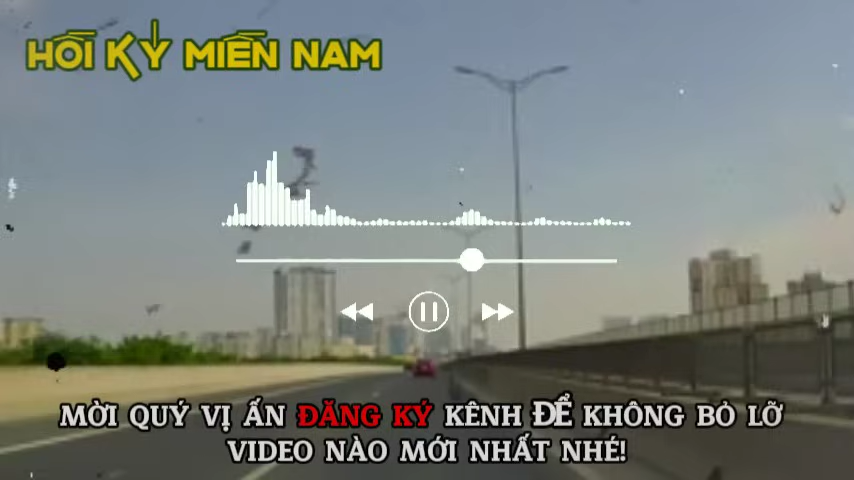 HỒI KÝ MIỀN NAM
MỜI QUÝ VỊ ẤN ĐĂNG KÝ KÊNH ĐỂ KHÔNG BỎ LỠ
VIDEO NÀO MỚI NHẤT NHÉ!